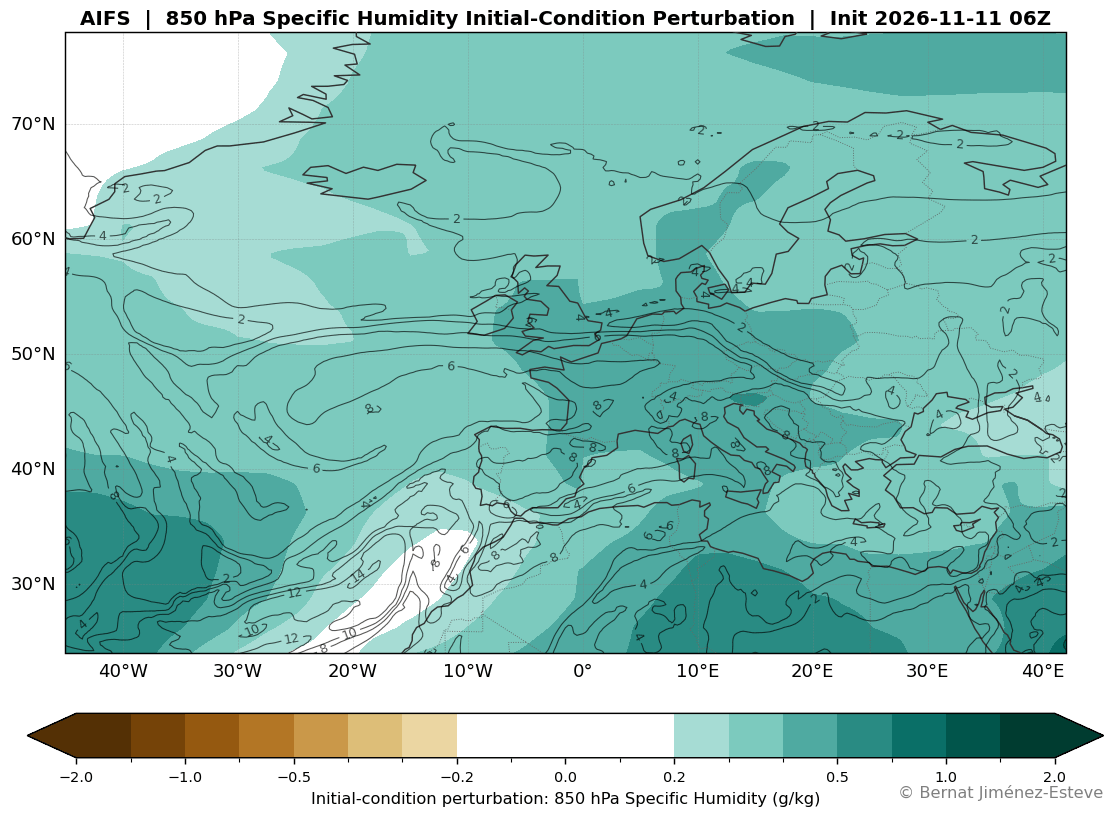 AIFS | 850 hPa Specific Humidity Initial-Condition Perturbation | Init 2026-11-11 06Z
70°N
60°N
50°N
40°N
30°N
40°W 30°W 20°W 10°W 0° 10°E 20°E 30°E 40°E
−2.0 −1.0 −0.5 −0.2 0.0 0.2 0.5 1.0 2.0
Initial-condition perturbation: 850 hPa Specific Humidity (g/kg)
© Bernat Jiménez-Esteve